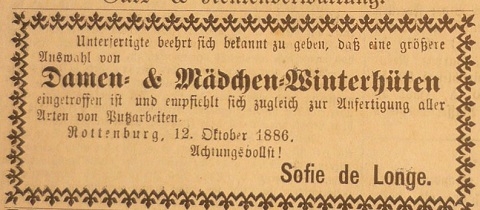 Unterfertigte beehrt sich bekannt zu geben, daß eine größere
Auswahl von
Damen- & Mädchen-Winterhüten
eingetroffen ist und empfiehlt sich zugleich zur Anfertigung aller
Arten von Putzarbeiten.
Rottenburg, 12. Oktober 1886.
Achtungsvollst!
Sofie de Longe.